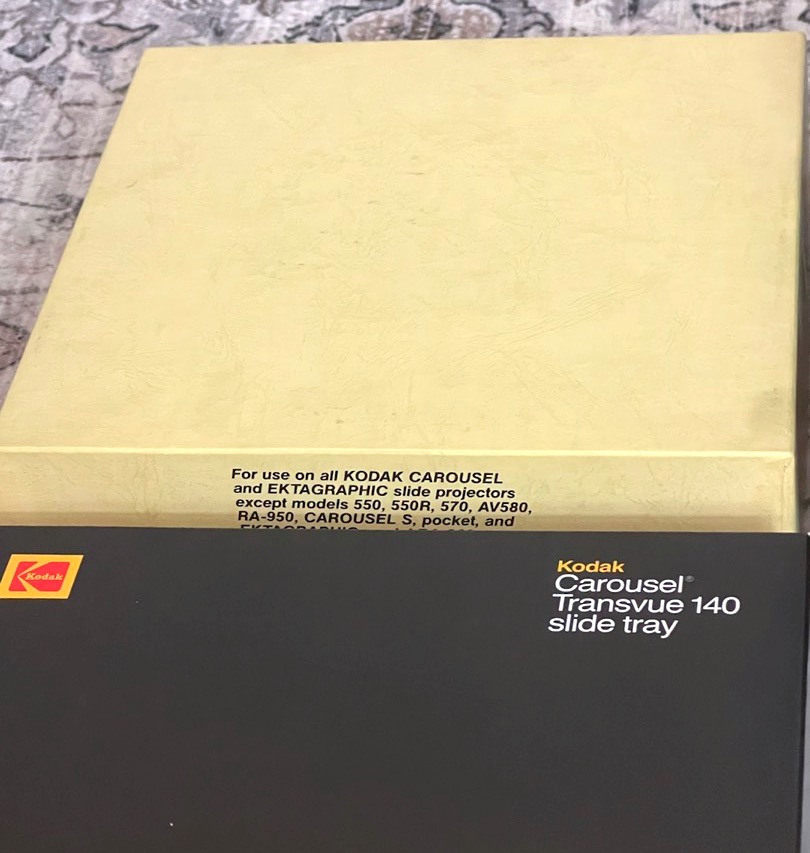 For use on all KODAK CAROUSEL
and EKTAGRAPHIC slide projectors
except models 550, 550R, 570, AV580,
RA-950, CAROUSEL S, pocket, and
Kodak
Kodak
Carousel®
Transvue 140
slide tray